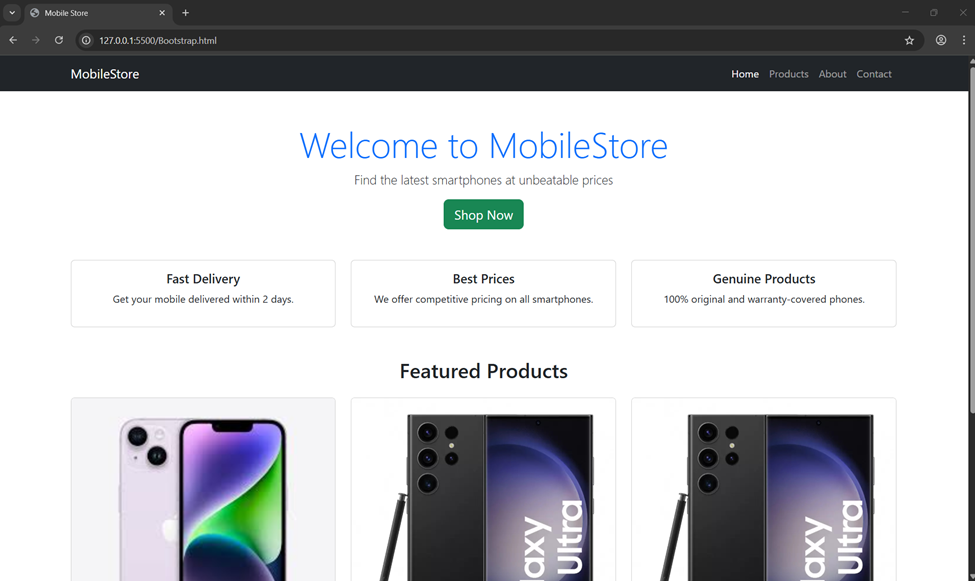 Mobile Store
127.0.0.1:5500/Bootstrap.html
MobileStore
Home Products About Contact
Welcome to MobileStore
Find the latest smartphones at unbeatable prices
Shop Now
Fast Delivery
Get your mobile delivered within 2 days.
Best Prices
We offer competitive pricing on all smartphones.
Genuine Products
100% original and warranty-covered phones.
Featured Products
laxy
Ultra
laxy
Ultra